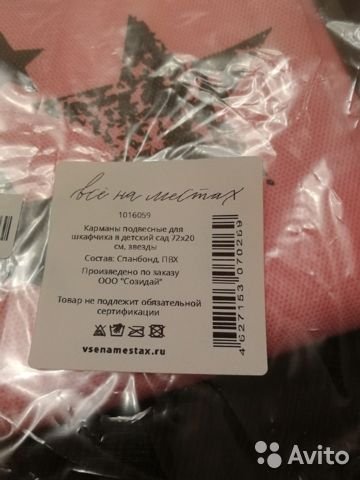 всё на местах
1016059
Карманы подвесные для
шкафчика в детский сад 72х20
см, звезды
Состав: Спанбонд, ПВХ
Произведено по заказу
ООО "Созидай"
Товар не подлежит обязательной
сертификации
vsenamestax.ru
4627153070269
Avito